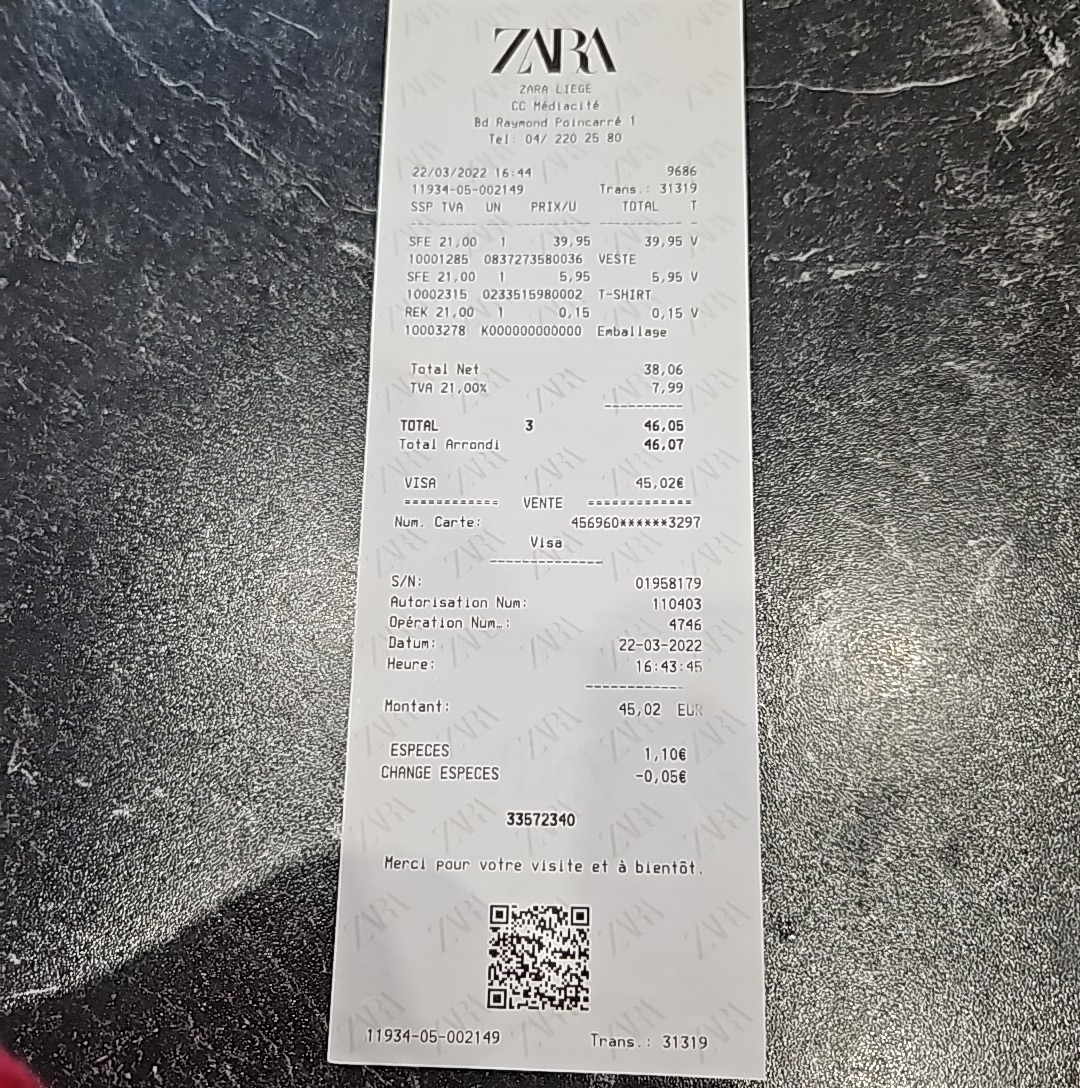 ZARA
ZARA LIEGE
CC Médiacité
Bd Raymond Poincarré 1
Tel: 04/ 220 25 80
22/03/2022 16:44 9686
11934-05-002149 Trans.: 31319
SSP TVA UN PRIX/U TOTAL T
SFE 21,00 1 39,95 39,95 V
10001285 0837273580036 VESTE
SFE 21,00 1 5,95 5,95 V
10002315 0233515980002 T-SHIRT
REK 21,00 1 0,15 0,15 V
10003278 K000000000000 Emballage
Total Net 38,06
TVA 21,00% 7,99
----------
TOTAL 3 46,05
Total Arrondi 46,07
VISA 45,02€
============ VENTE =============
Num. Carte: 456960******3297
Visa
--------------
S/N: 01958179
Autorisation Num: 110403
Opération Num…: 4746
Datum: 22-03-2022
Heure: 16:43:45
------------
Montant: 45,02 EUR
ESPECES 1,10€
CHANGE ESPECES -0,05€
33572340
Merci pour votre visite et à bientôt.
11934-05-002149 Trans.: 31319